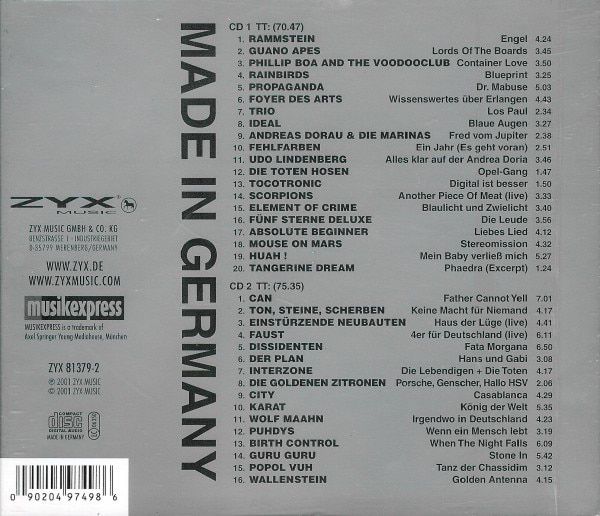 MADE IN GERMANY
CD 1 TT: (70.47)
1. RAMMSTEIN Engel 4.24
2. GUANO APES Lords Of The Boards 3.45
3. PHILLIP BOA AND THE VOODOOCLUB Container Love 3.50
4. RAINBIRDS Blueprint 3.25
5. PROPAGANDA Dr. Mabuse 5.03
6. FOYER DES ARTS Wissenswertes über Erlangen 4.43
7. TRIO Los Paul 2.34
8. IDEAL Blaue Augen 3.27
9. ANDREAS DORAU & DIE MARINAS Fred vom Jupiter 2.38
10. FEHLFARBEN Ein Jahr (Es geht voran) 3.51
11. UDO LINDENBERG Alles klar auf der Andrea Doria 3.46
12. DIE TOTEN HOSEN Opel-Gang 1.47
13. TOCOTRONIC Digital ist besser 1.50
14. SCORPIONS Another Piece Of Meat (live) 3.33
15. ELEMENT OF CRIME Blaulicht und Zwielicht 3.40
16. FÜNF STERNE DELUXE Die Leude 3.56
17. ABSOLUTE BEGINNER Liebes Lied 4.12
18. MOUSE ON MARS Stereomission 4.32
19. HUAH ! Mein Baby verließ mich 5.27
20. TANGERINE DREAM Phaedra (Excerpt) 1.24
CD 2 TT: (75.35)
1. CAN Father Cannot Yell 7.01
2. TON, STEINE, SCHERBEN Keine Macht für Niemand 4.17
3. EINSTÜRZENDE NEUBAUTEN Haus der Lüge (live) 4.41
4. FAUST 4er für Deutschland (live) 6.11
5. DISSIDENTEN Fata Morgana 6.50
6. DER PLAN Hans und Gabi 3.08
7. INTERZONE Die Lebendigen + Die Toten 4.17
8. DIE GOLDENEN ZITRONEN Porsche, Genscher, Hallo HSV 2.06
9. CITY Casablanca 4.29
10. KARAT König der Welt 5.35
11. WOLF MAAHN Irgendwo in Deutschland 4.23
12. PUHDYS Wenn ein Mensch lebt 3.19
13. BIRTH CONTROL When The Night Falls 6.09
14. GURU GURU Stone In 5.42
15. POPOL VUH Tanz der Chassidim 3.12
16. WALLENSTEIN Golden Antenna 4.15
ZYX
MUSIC
ZYX MUSIC GMBH & CO. KG
BENZSTRASSE 1 · INDUSTRIEGEBIET
D-35799 MERENBERG/GERMANY
WWW.ZYX.DE
WWW.ZYXMUSIC.COM
musikexpress
MUSIKEXPRESS is a trademark of
Axel Springer Young Mediahouse, München
ZYX 81379-2
℗ 2001 ZYX MUSIC
© 2001 ZYX MUSIC
COMPACT
disc
DIGITAL AUDIO
MADE IN GERMANY
0 90204 97498 6